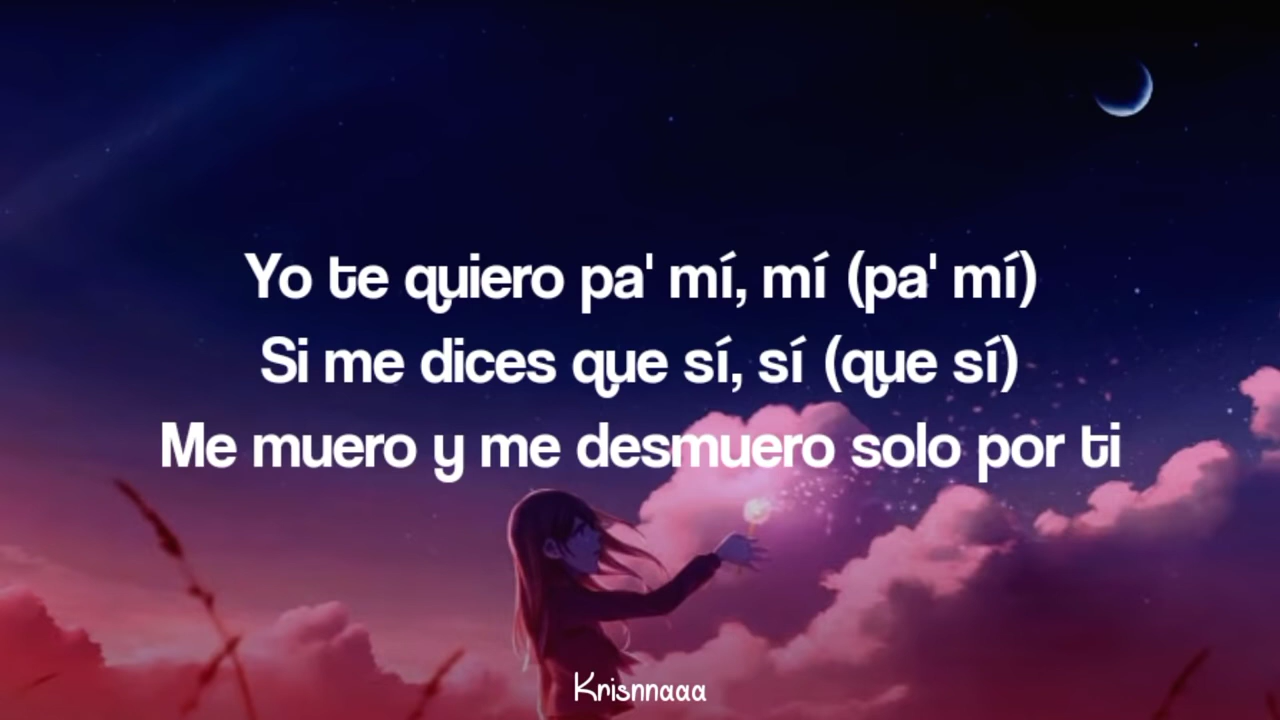 Yo te quiero pa' mí, mí (pa' mí)
Si me dices que sí, sí (que sí)
Me muero y me desmuero solo por ti
Krisnnaaa